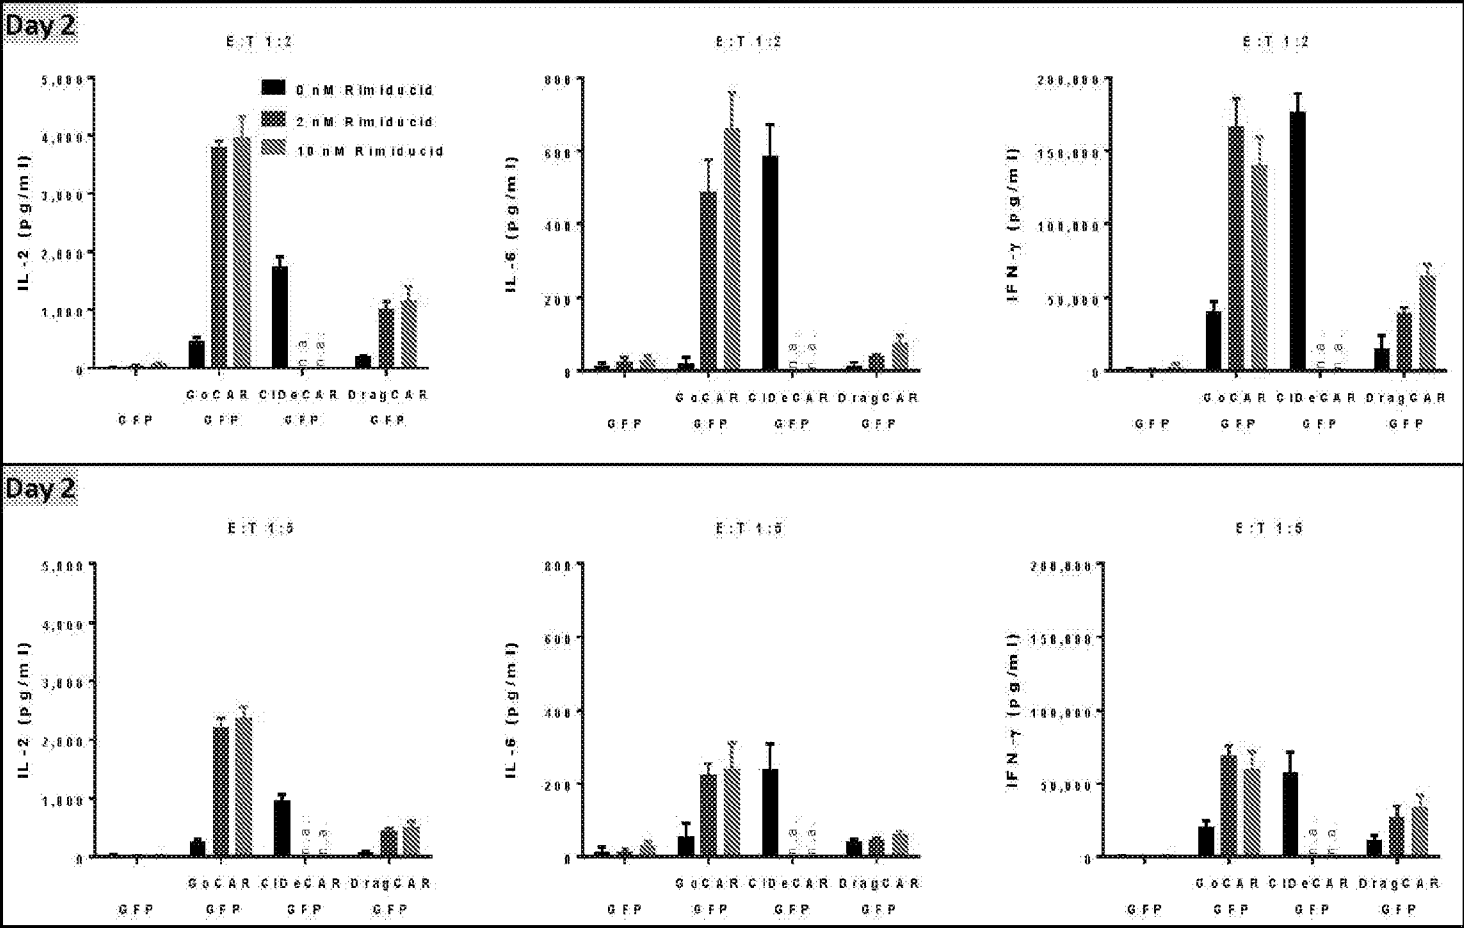 Day 2
E:T 1:2
IL-2 (pg/ml)
5,000
4,000
3,000
2,000
1,000
0
0 nM Rimiducid
2 nM Rimiducid
10 nM Rimiducid
n.a.
n.a.
GoCAR CIDeCAR DragCAR
GFP GFP GFP GFP
E:T 1:2
IL-6 (pg/ml)
800
600
400
200
0
n.a.
n.a.
GoCAR CIDeCAR DragCAR
GFP GFP GFP GFP
E:T 1:2
IFN-γ (pg/ml)
200,000
150,000
100,000
50,000
0
n.a.
n.a.
GoCAR CIDeCAR DragCAR
GFP GFP GFP GFP
Day 2
E:T 1:5
IL-2 (pg/ml)
5,000
4,000
3,000
2,000
1,000
0
n.a.
n.a.
GoCAR CIDeCAR DragCAR
GFP GFP GFP GFP
E:T 1:5
IL-6 (pg/ml)
800
600
400
200
0
n.a.
n.a.
GoCAR CIDeCAR DragCAR
GFP GFP GFP GFP
E:T 1:5
IFN-γ (pg/ml)
200,000
150,000
100,000
50,000
0
n.a.
n.a.
GoCAR CIDeCAR DragCAR
GFP GFP GFP GFP